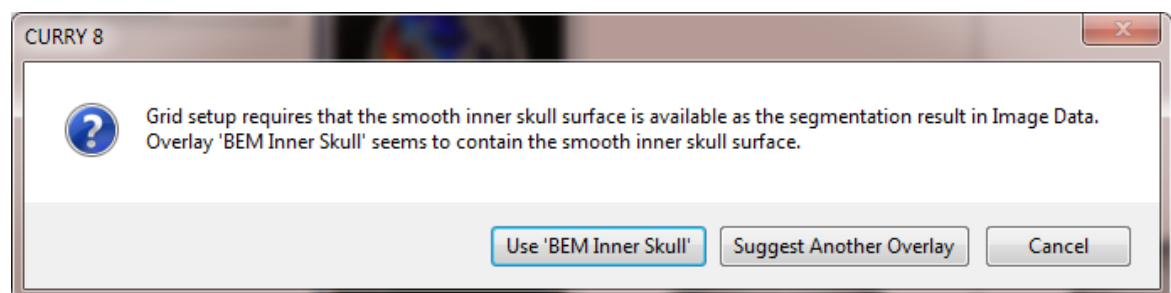 CURRY 8
Grid setup requires that the smooth inner skull surface is available as the segmentation result in Image Data.
Overlay 'BEM Inner Skull' seems to contain the smooth inner skull surface.
Use 'BEM Inner Skull' Suggest Another Overlay Cancel